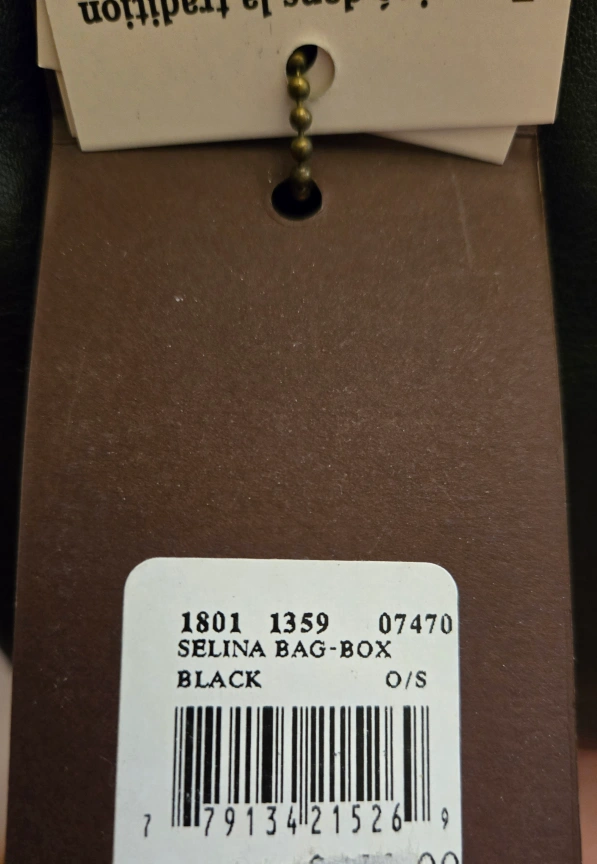 dans la tradition
1801 1359 07470
SELINA BAG-BOX
BLACK O/S
7 79134 21526 9